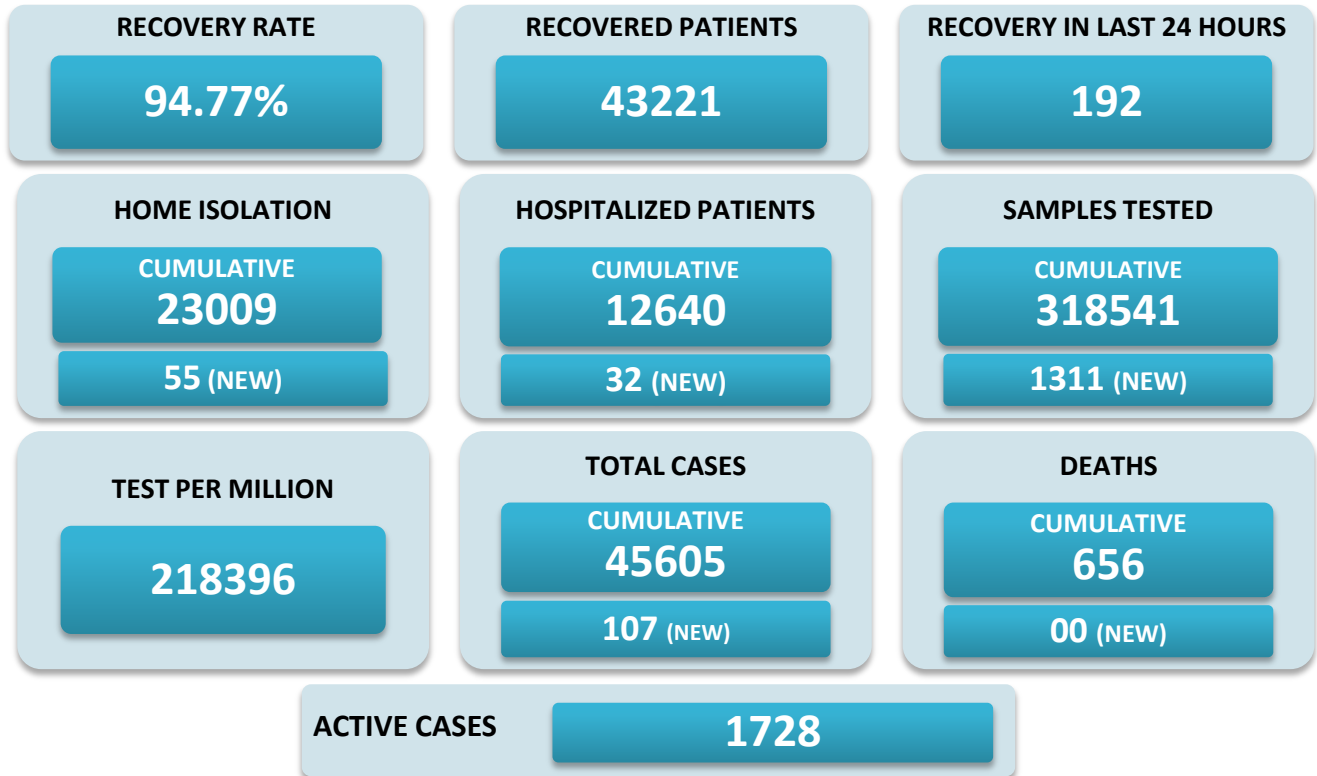 RECOVERY RATE
94.77%
RECOVERED PATIENTS
43221
RECOVERY IN LAST 24 HOURS
192
HOME ISOLATION
CUMULATIVE
23009
55 (NEW)
HOSPITALIZED PATIENTS
CUMULATIVE
12640
32 (NEW)
SAMPLES TESTED
CUMULATIVE
318541
1311 (NEW)
TEST PER MILLION
218396
TOTAL CASES
CUMULATIVE
45605
107 (NEW)
DEATHS
CUMULATIVE
656
00 (NEW)
ACTIVE CASES
1728